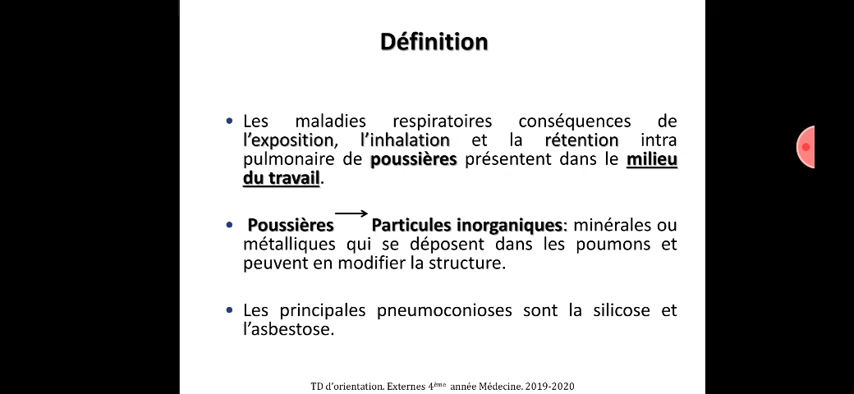 Définition
• Les maladies respiratoires conséquences de
l'exposition, l'inhalation et la rétention intra
pulmonaire de poussières présentent dans le milieu
du travail.
• Poussières → Particules inorganiques: minérales ou
métalliques qui se déposent dans les poumons et
peuvent en modifier la structure.
• Les principales pneumoconioses sont la silicose et
l'asbestose.
TD d'orientation. Externes 4ème année Médecine. 2019-2020